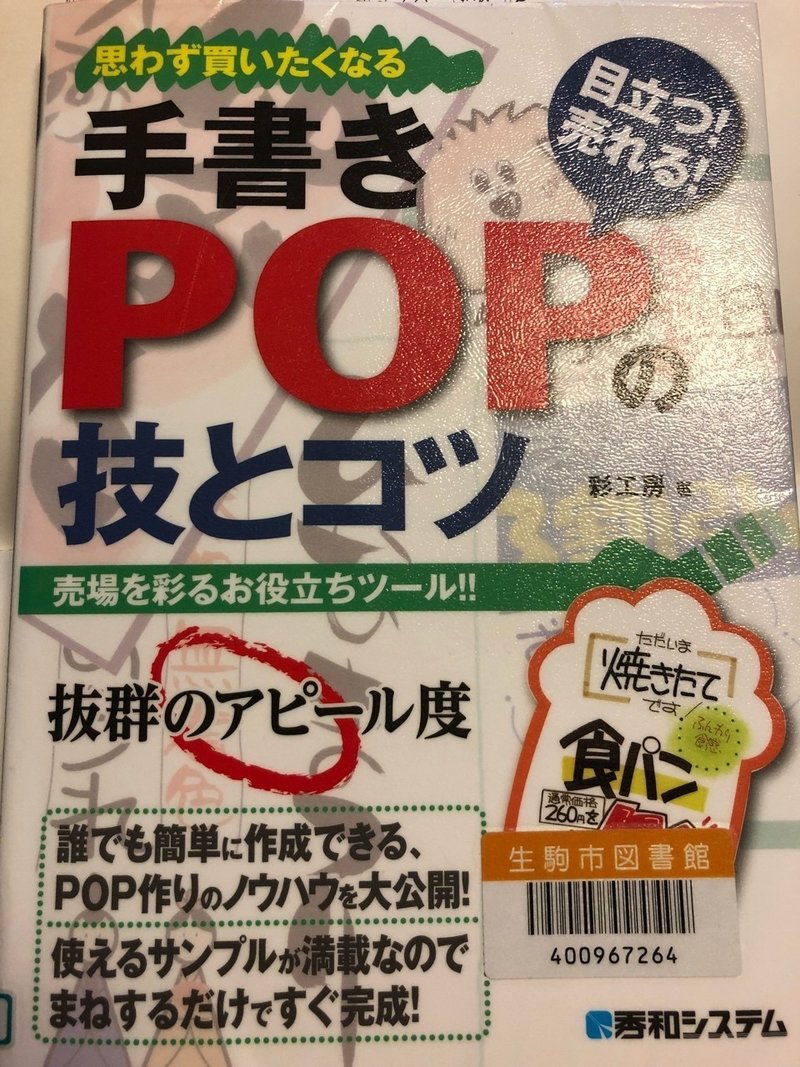 思わず買いたくなる
目立つ!
売れる!
手書き
POPの
技とコツ
彩工房 著
売場を彩るお役立ちツール!!
抜群のアピール度
ただいま
焼きたて
です!
ふんわり
食感
食パン
通常価格
260円を
誰でも簡単に作成できる、
POP作りのノウハウを大公開!
使えるサンプルが満載なので
まねするだけですぐ完成!
生駒市図書館
400967264
秀和システム